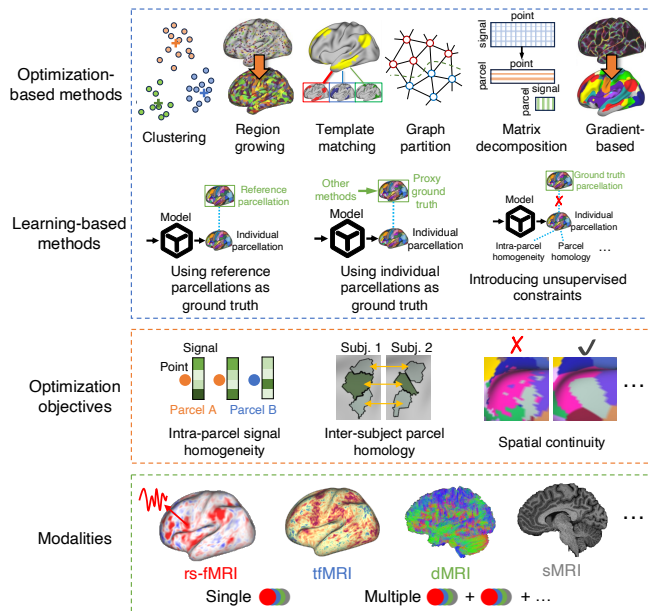 Optimization-
based methods
Clustering
Region
growing
Template
matching
Graph
partition
signal
point
point
parcel
signal
parcel
Matrix
decomposition
Gradient-
based
Learning-based
methods
Reference
parcellation
Model
Individual
parcellation
Using reference
parcellations as
ground truth
Other
methods
Proxy
ground
truth
Model
Individual
parcellation
Using individual
parcellations as
ground truth
Ground truth
parcellation
✗
Model
Individual
parcellation
Intra-parcel
homogeneity
Parcel
homology
...
Introducing unsupervised
constraints
Optimization
objectives
Signal
Point
Parcel A
Parcel B
Intra-parcel signal
homogeneity
Subj. 1
Subj. 2
Inter-subject parcel
homology
✗
✓
Spatial continuity
...
Modalities
rs-fMRI
tfMRI
dMRI
sMRI
...
Single
Multiple
+
+ ...